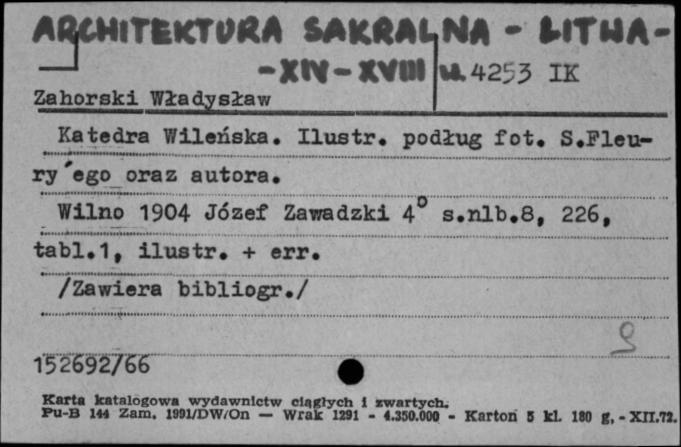 ARCHITEKTURA SAKRALNA - LITWA -
- XIV - XVIII w. 4253 IK
Zahorski Władysław
Katedra Wileńska. Ilustr. podług fot. S.Fleu-
ry'ego oraz autora.
Wilno 1904 Józef Zawadzki 4° s.nlb.8, 226,
tabl.1, ilustr. + err.
/Zawiera bibliogr./
152692/66
Karta katalogowa wydawnictw ciągłych i zwartych.
Pu-B 144 Zam. 1991/DW/On — Wrak 1291 - 4.350.000 - Karton 5 kl. 180 g, - XII.72.